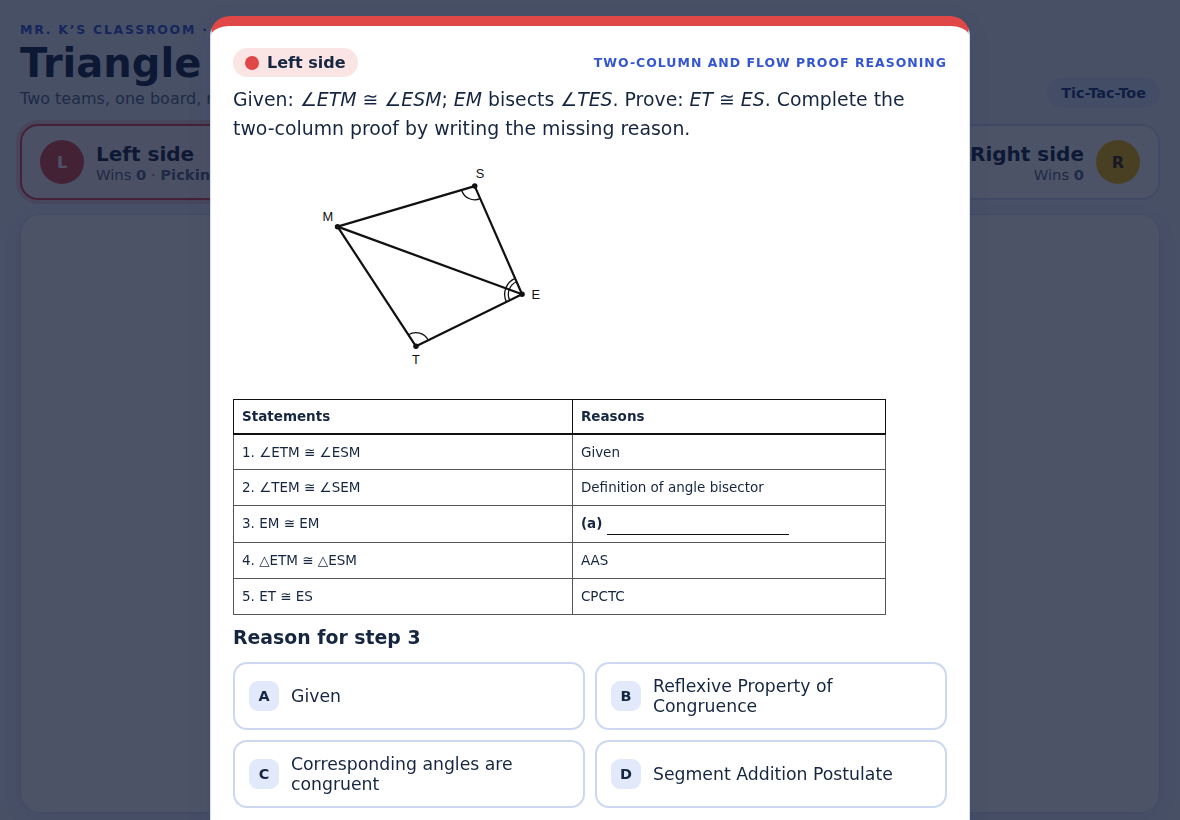 MR. K'S CLASSROOM ·
Triangle
Two teams, one board,
Tic-Tac-Toe
L
Left side
Wins 0 · Pickin
Right side
Wins 0
R
Left side
TWO-COLUMN AND FLOW PROOF REASONING
Given: ∠ETM ≅ ∠ESM; EM bisects ∠TES. Prove: ET ≅ ES. Complete the
two-column proof by writing the missing reason.
S
M
E
T
Statements Reasons
1. ∠ETM ≅ ∠ESM Given
2. ∠TEM ≅ ∠SEM Definition of angle bisector
3. EM ≅ EM (a) ____________________
4. △ETM ≅ △ESM AAS
5. ET ≅ ES CPCTC
Reason for step 3
A Given
B Reflexive Property of
Congruence
C Corresponding angles are
congruent
D Segment Addition Postulate